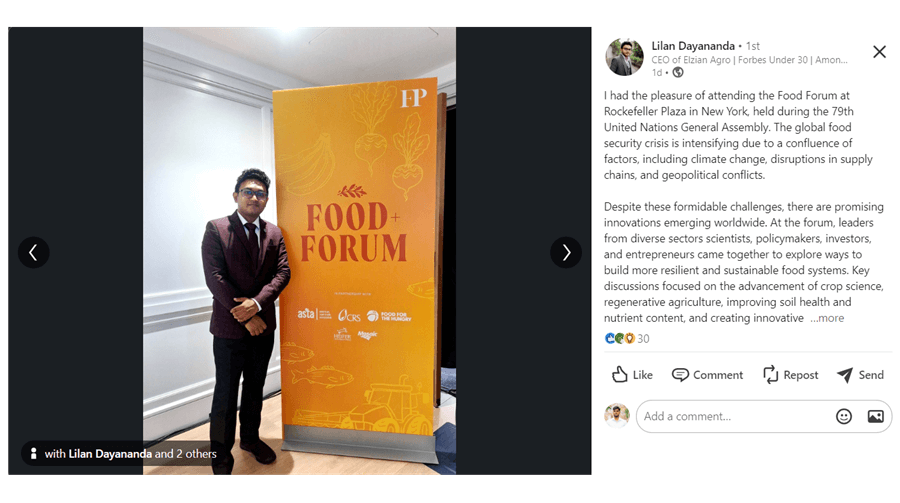 FP
FOOD+
FORUM
asta
CRS
FOOD FOR
THE HUNGRY
Mosaic
with Lilan Dayananda and 2 others
Lilan Dayananda • 1st
CEO of Elzian Agro | Forbes Under 30 | Amon...
1d •
I had the pleasure of attending the Food Forum at
Rockefeller Plaza in New York, held during the 79th
United Nations General Assembly. The global food
security crisis is intensifying due to a confluence of
factors, including climate change, disruptions in supply
chains, and geopolitical conflicts.
Despite these formidable challenges, there are promising
innovations emerging worldwide. At the forum, leaders
from diverse sectors scientists, policymakers, investors,
and entrepreneurs came together to explore ways to
build more resilient and sustainable food systems. Key
discussions focused on the advancement of crop science,
regenerative agriculture, improving soil health and
nutrient content, and creating innovative ...more
30
Like Comment Repost Send
Add a comment...